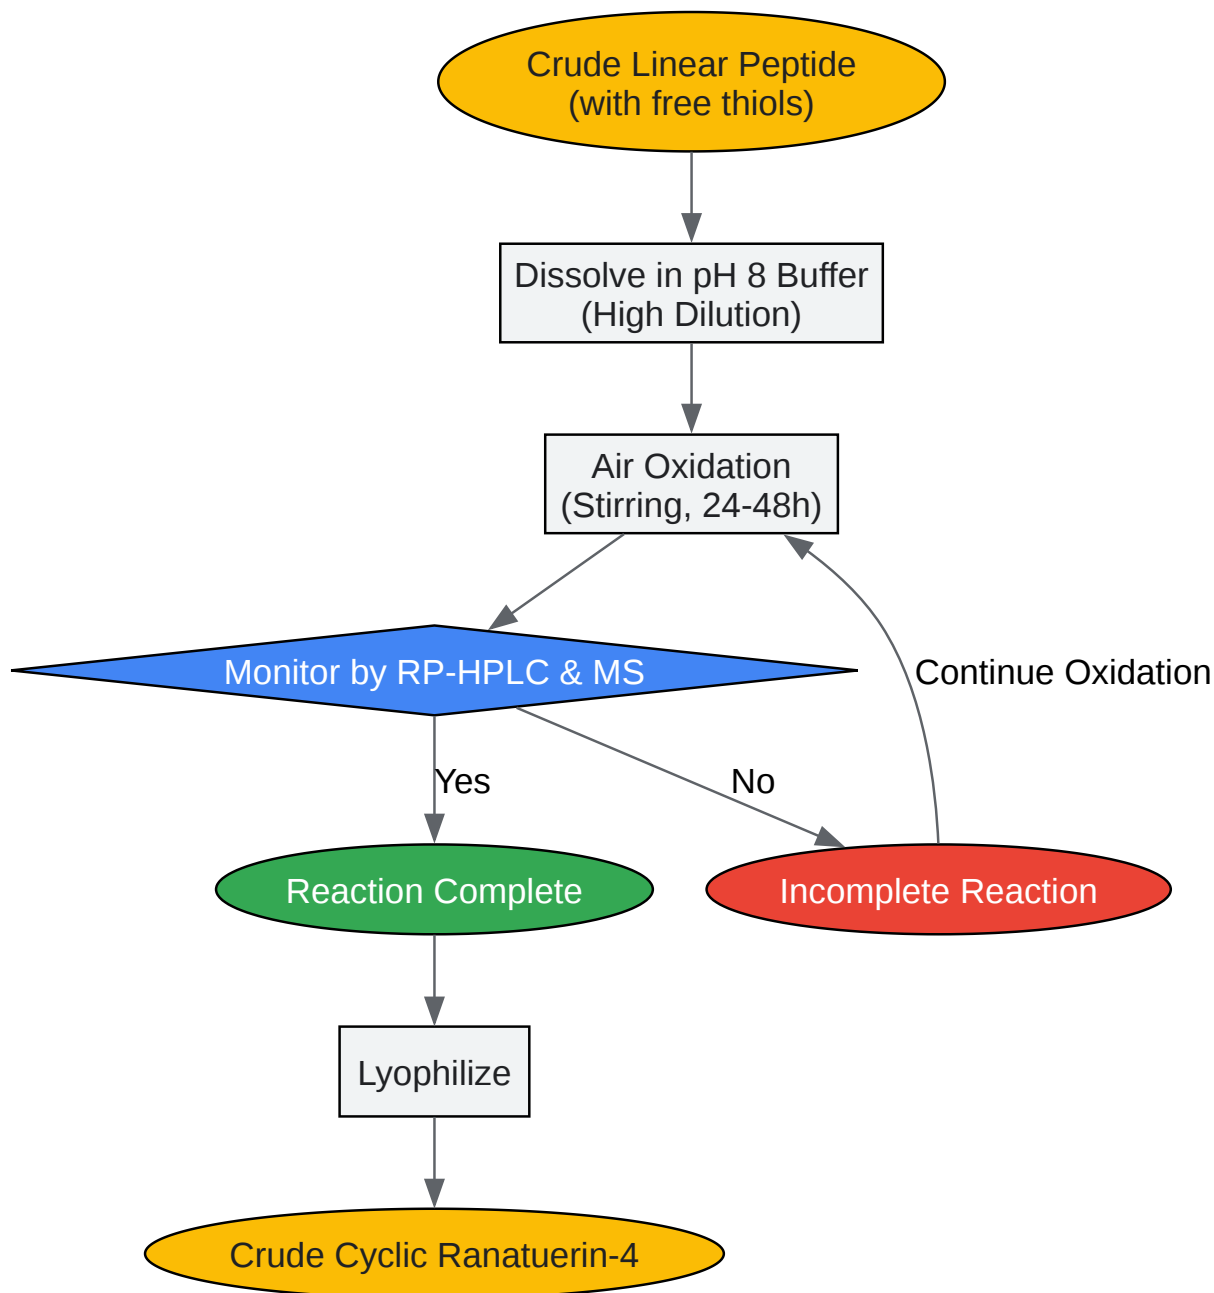 Crude Linear Peptide
(with free thiols)
Dissolve in pH 8 Buffer
(High Dilution)
Air Oxidation
(Stirring, 24-48h)
Monitor by RP-HPLC & MS
Continue Oxidation
Yes
No
Reaction Complete
Incomplete Reaction
Lyophilize
Crude Cyclic Ranatuerin-4